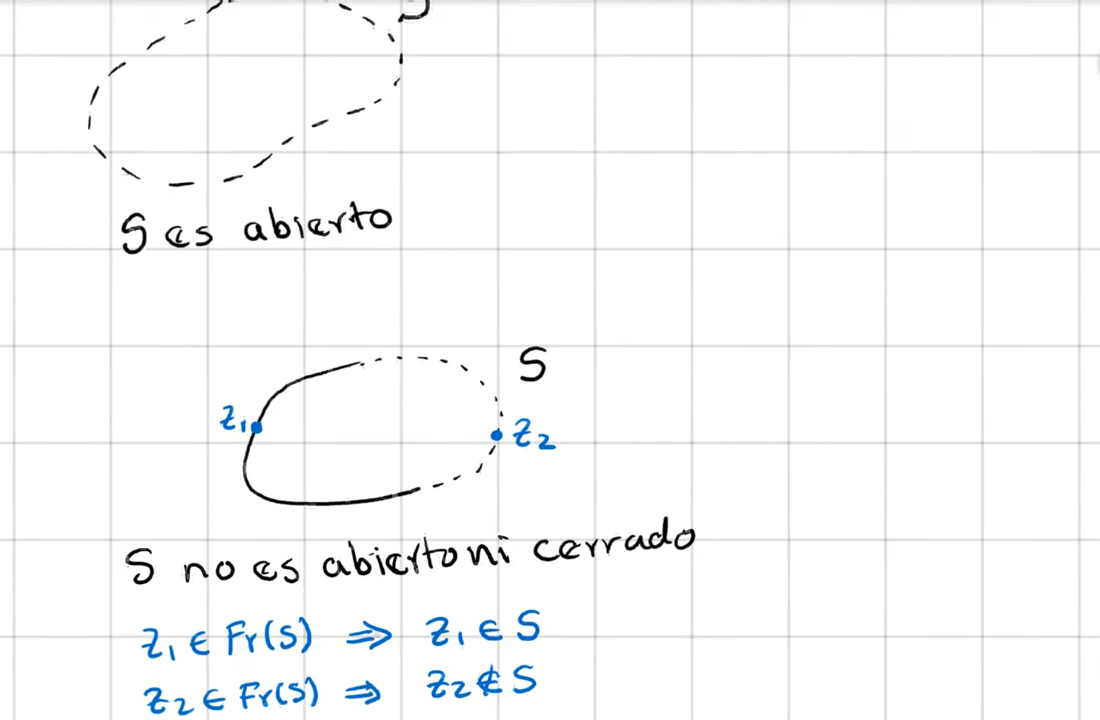 S es abierto
S
z₁
z₂
S no es abierto ni cerrado
z₁ ∈ Fr(S) ⇒ z₁ ∈ S
z₂ ∈ Fr(S) ⇒ z₂ ∉ S